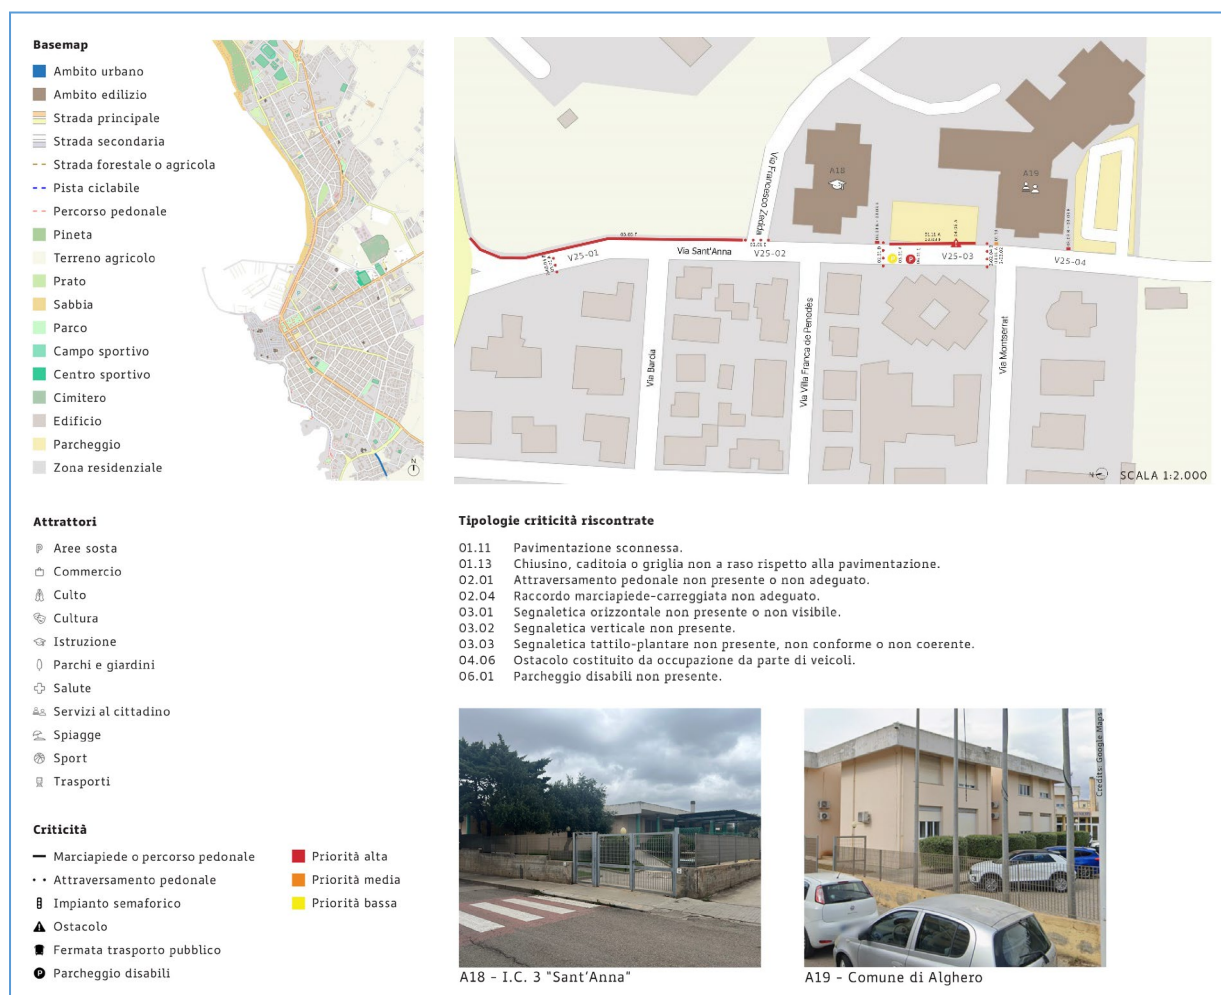 Basemap
Ambito urbano
Ambito edilizio
Strada principale
Strada secondaria
Strada forestale o agricola
Pista ciclabile
Percorso pedonale
Pineta
Terreno agricolo
Prato
Sabbia
Parco
Campo sportivo
Centro sportivo
Cimitero
Edificio
Parcheggio
Zona residenziale
N
Via Francesco Zedda
A18
A19
Via Sant'Anna
V25-01
V25-02
V25-03
V25-04
Via Barcia
Via Villa Franca de Penodès
Via Montserrat
SCALA 1:2.000
Attrattori
Aree sosta
Commercio
Culto
Cultura
Istruzione
Parchi e giardini
Salute
Servizi al cittadino
Spiagge
Sport
Trasporti
Tipologie criticità riscontrate
01.11 Pavimentazione sconnessa.
01.13 Chiusino, caditoia o griglia non a raso rispetto alla pavimentazione.
02.01 Attraversamento pedonale non presente o non adeguato.
02.04 Raccordo marciapiede-carreggiata non adeguato.
03.01 Segnaletica orizzontale non presente o non visibile.
03.02 Segnaletica verticale non presente.
03.03 Segnaletica tattilo-plantare non presente, non conforme o non coerente.
04.06 Ostacolo costituito da occupazione da parte di veicoli.
06.01 Parcheggio disabili non presente.
Criticità
Marciapiede o percorso pedonale
Attraversamento pedonale
Impianto semaforico
Ostacolo
Fermata trasporto pubblico
Parcheggio disabili
Priorità alta
Priorità media
Priorità bassa
Credits: Google Maps
A18 - I.C. 3 "Sant'Anna"
A19 - Comune di Alghero